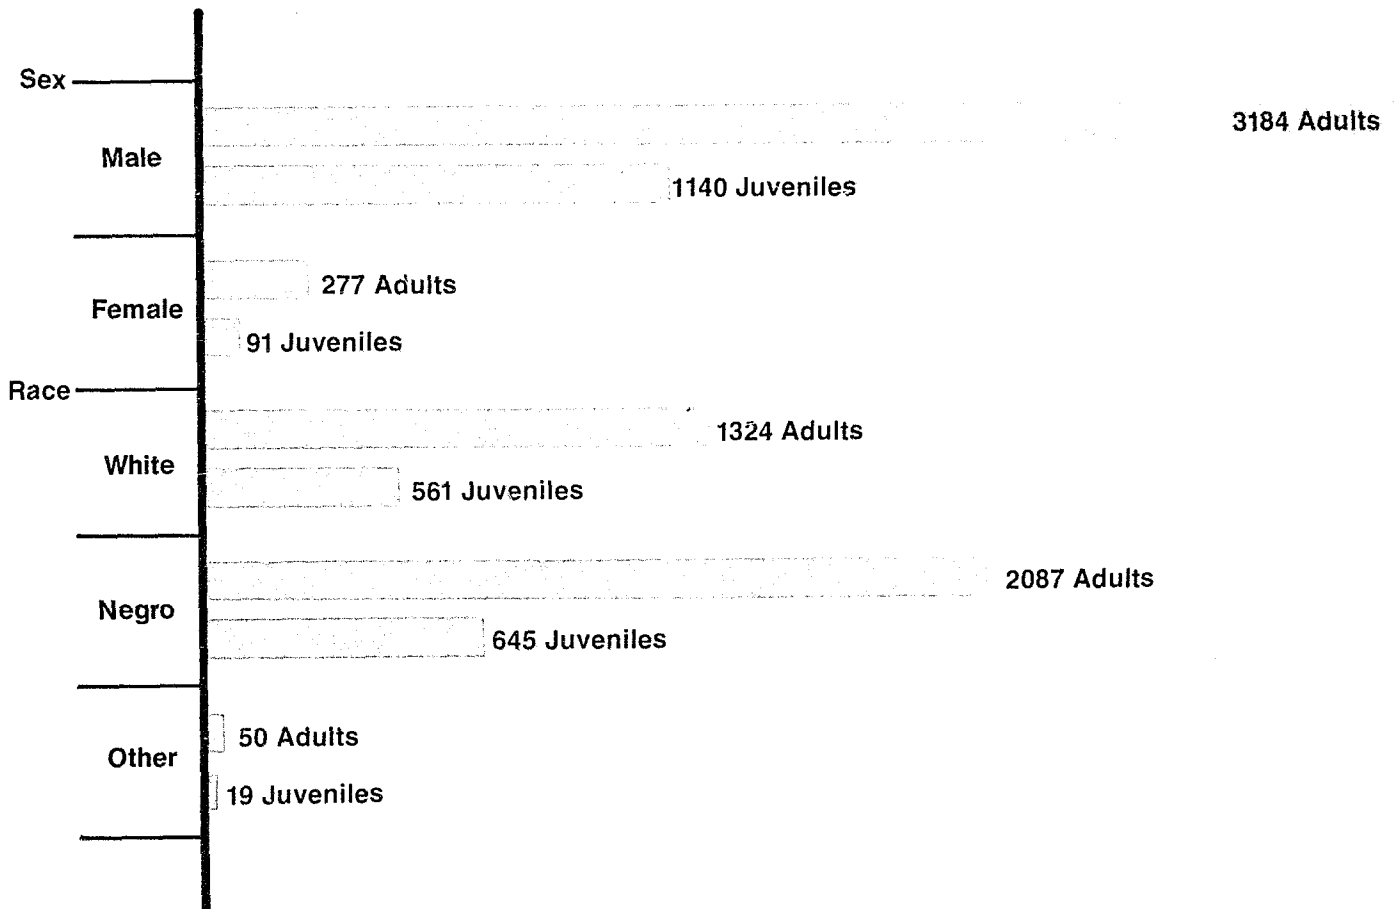 Sex
3184 Adults
Male
1140 Juveniles
277 Adults
Female
91 Juveniles
Race
1324 Adults
White
561 Juveniles
2087 Adults
Negro
645 Juveniles
50 Adults
Other
19 Juveniles